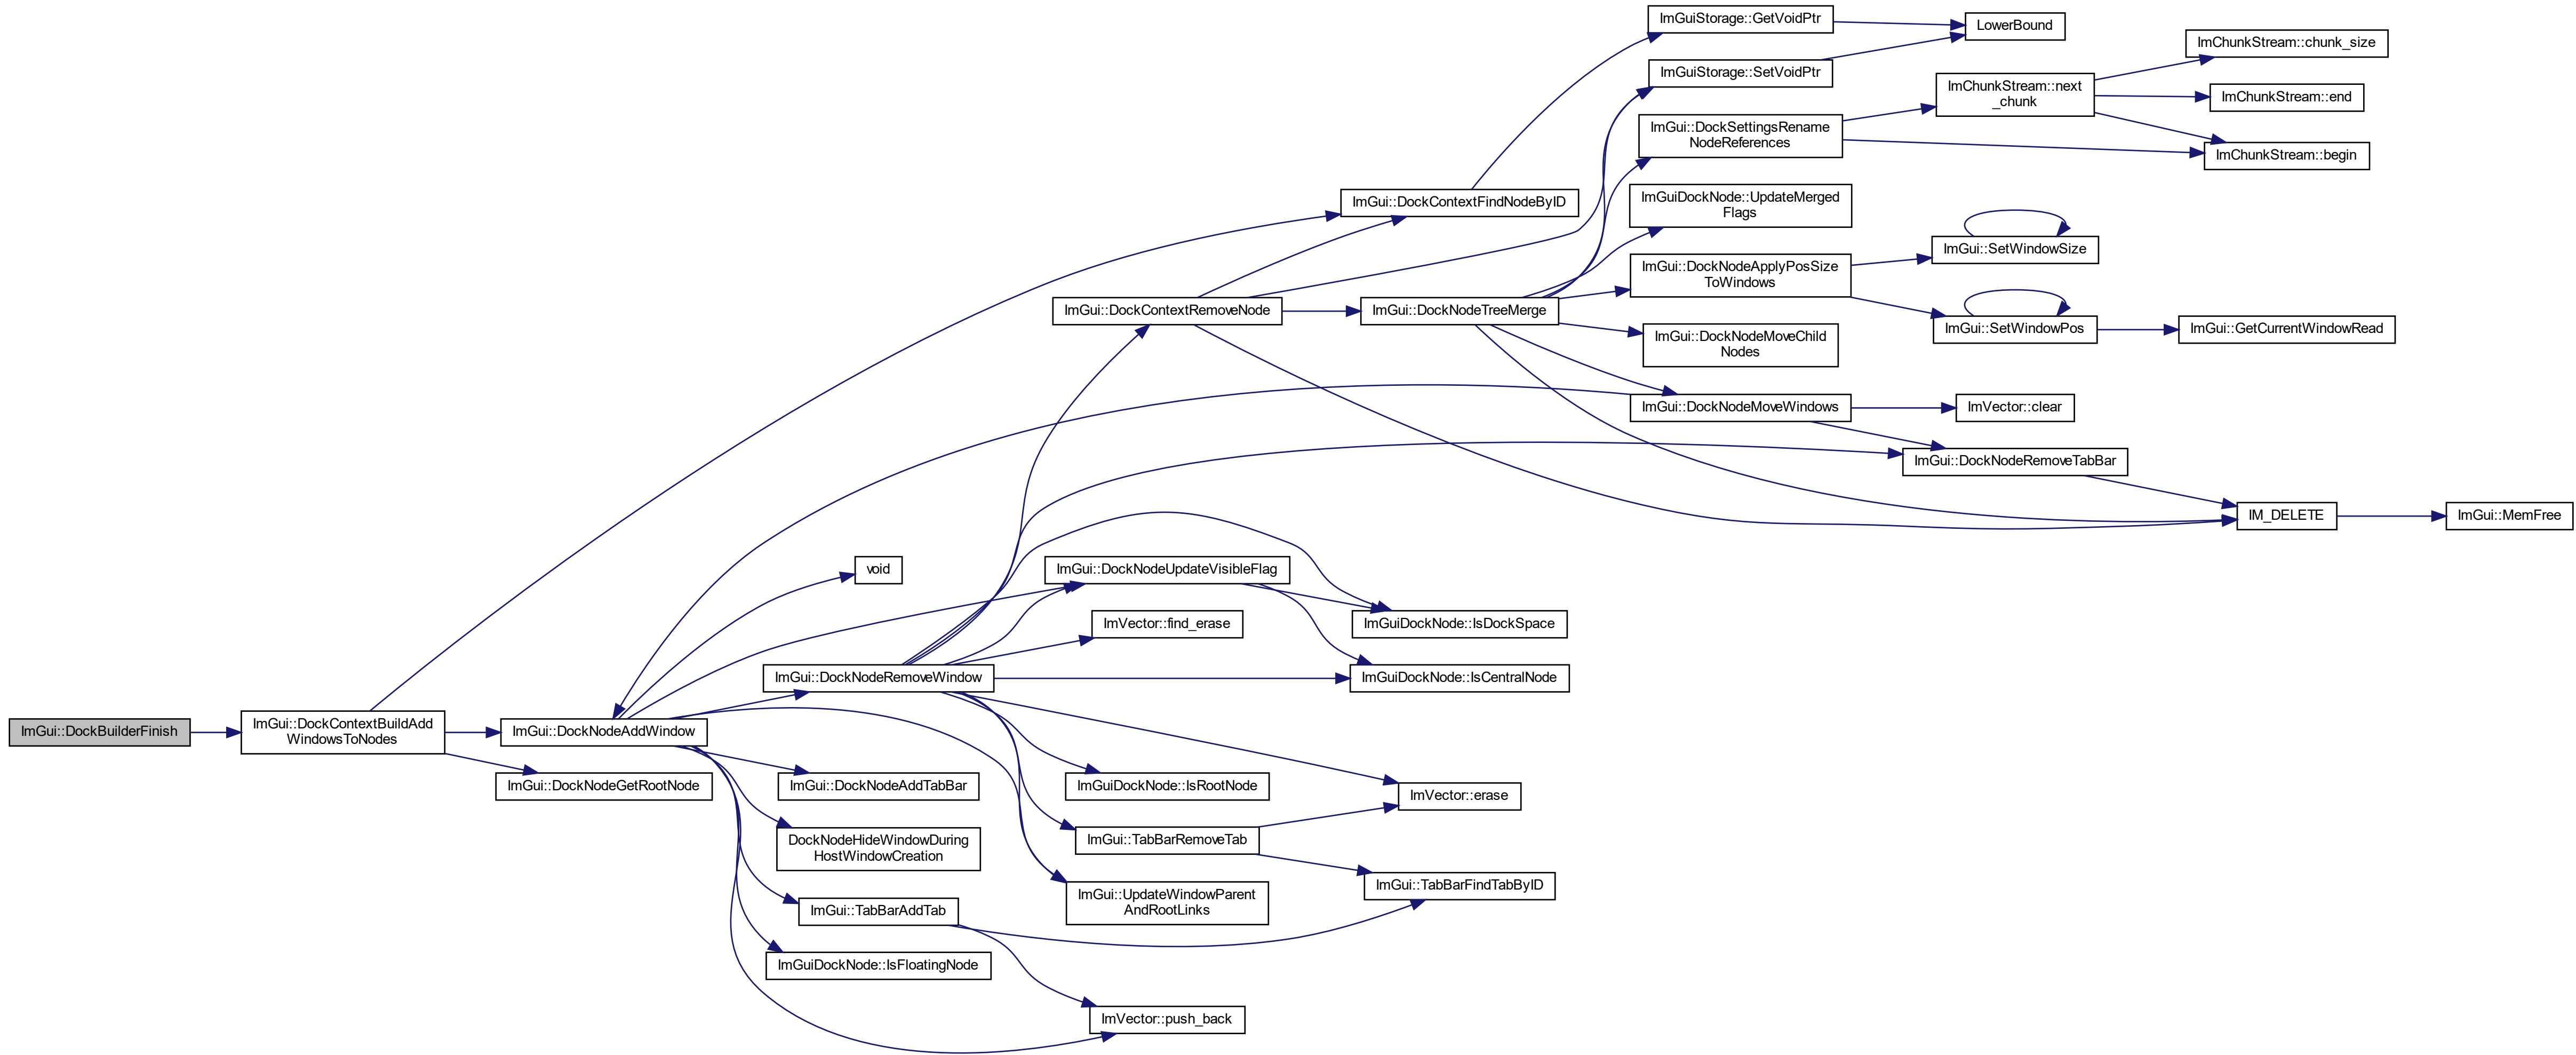 ImGui::DockBuilderFinish
ImGui::DockContextBuildAdd
WindowsToNodes
ImGui::DockNodeAddWindow
ImGui::DockNodeGetRootNode
void
ImGui::DockNodeRemoveWindow
ImGui::DockNodeAddTabBar
DockNodeHideWindowDuring
HostWindowCreation
ImGui::TabBarAddTab
ImGuiDockNode::IsFloatingNode
ImGui::DockContextRemoveNode
ImGui::DockNodeUpdateVisibleFlag
ImVector::find_erase
ImGuiDockNode::IsRootNode
ImGui::TabBarRemoveTab
ImGui::UpdateWindowParent
AndRootLinks
ImVector::push_back
ImGui::DockContextFindNodeByID
ImGui::DockNodeTreeMerge
ImGuiDockNode::IsDockSpace
ImGuiDockNode::IsCentralNode
ImVector::erase
ImGui::TabBarFindTabByID
ImGuiStorage::GetVoidPtr
ImGuiStorage::SetVoidPtr
ImGui::DockSettingsRename
NodeReferences
ImGuiDockNode::UpdateMerged
Flags
ImGui::DockNodeApplyPosSize
ToWindows
ImGui::DockNodeMoveChild
Nodes
ImGui::DockNodeMoveWindows
LowerBound
ImChunkStream::next
_chunk
ImGui::SetWindowSize
ImGui::SetWindowPos
ImVector::clear
ImGui::DockNodeRemoveTabBar
ImChunkStream::chunk_size
ImChunkStream::end
ImChunkStream::begin
ImGui::GetCurrentWindowRead
IM_DELETE
ImGui::MemFree